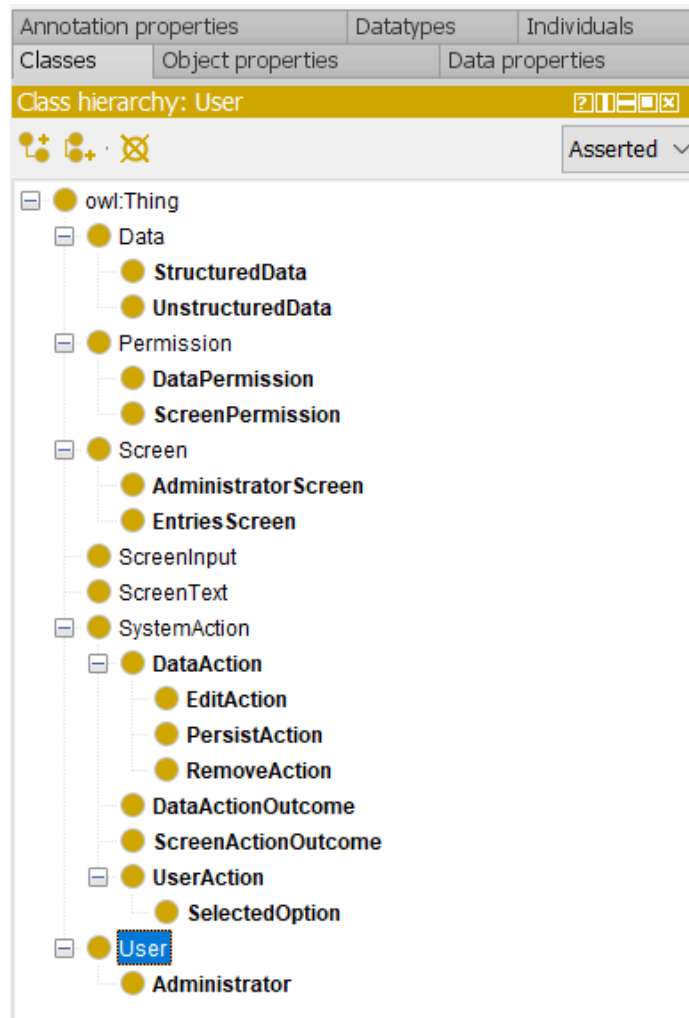 Annotation properties Datatypes Individuals
Classes Object properties Data properties
Class hierarchy: User
Asserted
owl:Thing
Data
StructuredData
UnstructuredData
Permission
DataPermission
ScreenPermission
Screen
AdministratorScreen
EntriesScreen
ScreenInput
ScreenText
SystemAction
DataAction
EditAction
PersistAction
RemoveAction
DataActionOutcome
ScreenActionOutcome
UserAction
SelectedOption
User
Administrator